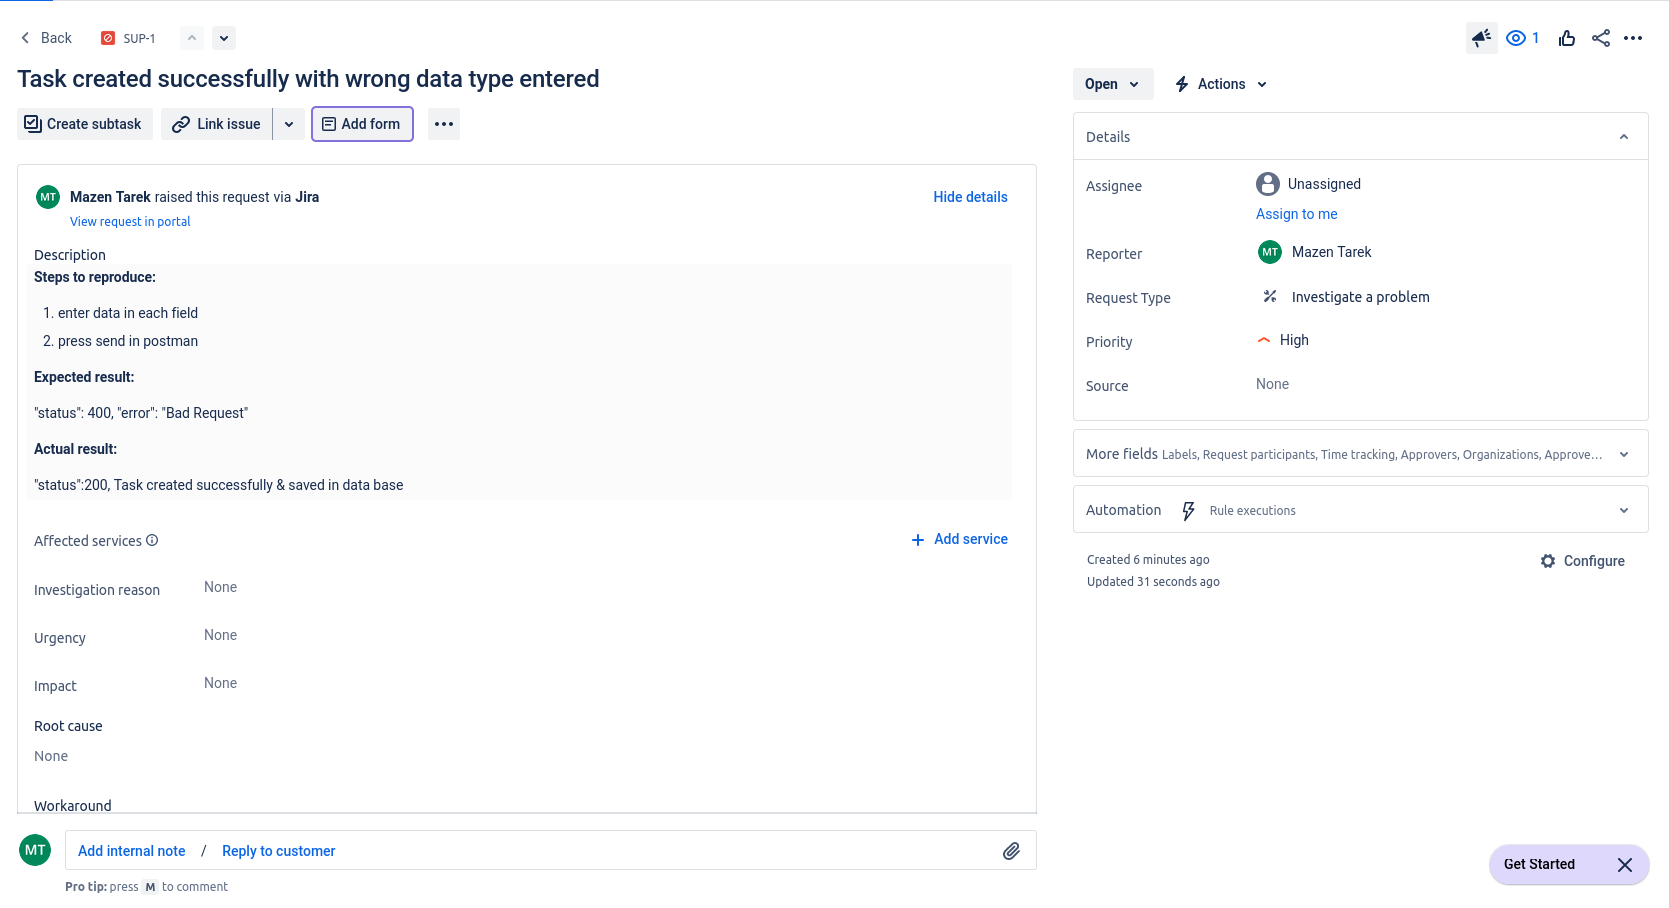 Back SUP-1 1
Task created successfully with wrong data type entered
Create subtask Link issue Add form
MT Mazen Tarek raised this request via Jira Hide details
View request in portal
Description
Steps to reproduce:
1. enter data in each field
2. press send in postman
Expected result:
"status": 400, "error": "Bad Request"
Actual result:
"status":200, Task created successfully & saved in data base
Affected services Add service
Investigation reason None
Urgency None
Impact None
Root cause
None
Workaround
MT Add internal note / Reply to customer
Pro tip: press M to comment
Open Actions
Details
Assignee Unassigned
Assign to me
Reporter MT Mazen Tarek
Request Type Investigate a problem
Priority High
Source None
More fields Labels, Request participants, Time tracking, Approvers, Organizations, Approve...
Automation Rule executions
Created 6 minutes ago Configure
Updated 31 seconds ago
Get Started